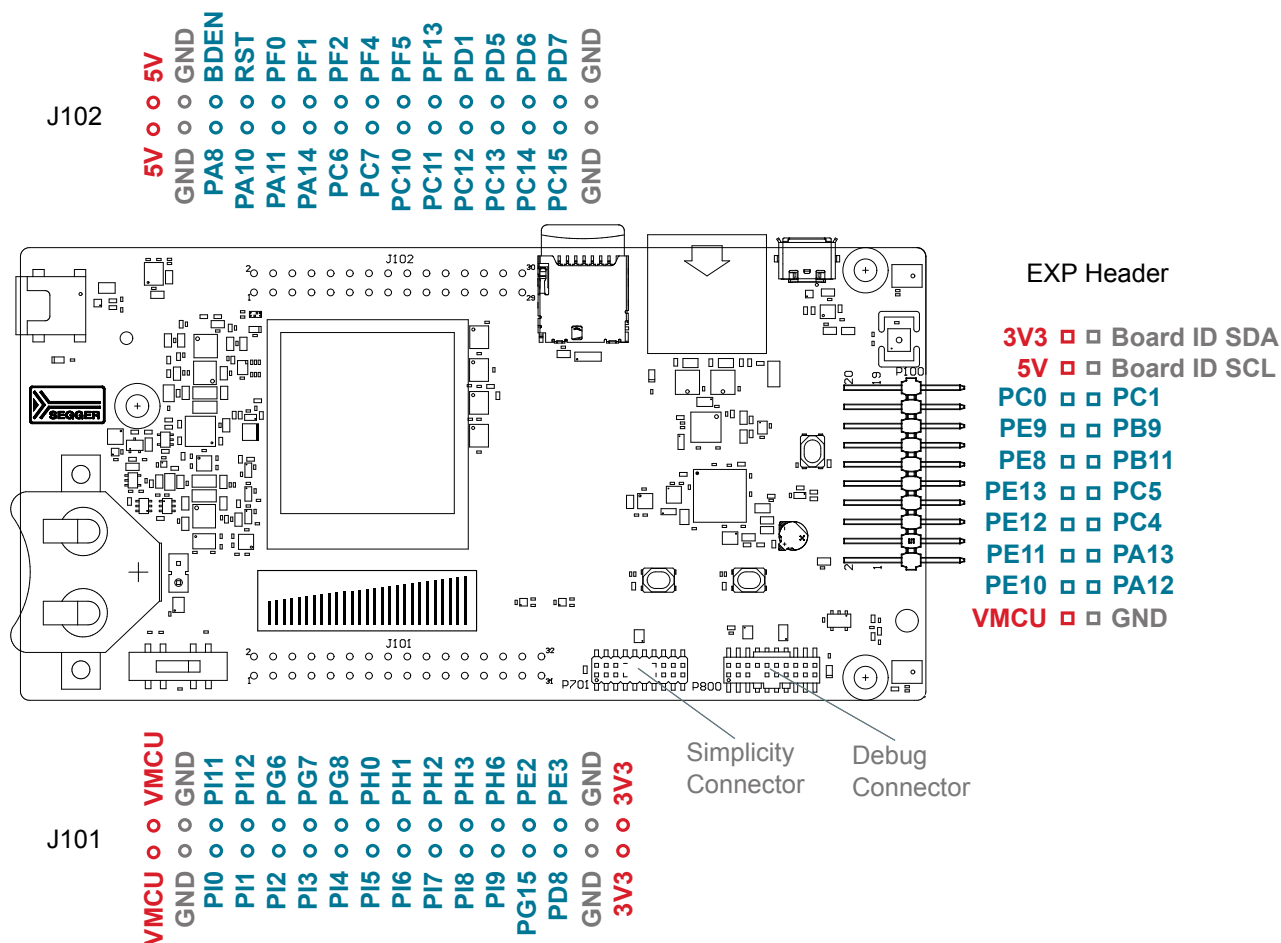 5V GND BDEN RST PF0 PF1 PF2 PF4 PF5 PF13 PD1 PD5 PD6 PD7 GND
J102
5V GND PA8 PA10 PA11 PA14 PC6 PC7 PC10 PC11 PC12 PC13 PC14 PC15 GND
J102
2 30
1 29
SEGGER
EXP Header
3V3 Board ID SDA
5V Board ID SCL
PC0 PC1
PE9 PB9
PE8 PB11
PE13 PC5
PE12 PC4
PE11 PA13
PE10 PA12
VMCU GND
P100
20 19
2 1
J101
2 32
1 31
P701 P800
Simplicity
Connector
Debug
Connector
VMCU GND PI11 PI12 PG6 PG7 PG8 PH0 PH1 PH2 PH3 PH6 PE2 PE3 GND 3V3
J101
VMCU GND PI0 PI1 PI2 PI3 PI4 PI5 PI6 PI7 PI8 PI9 PG15 PD8 GND 3V3